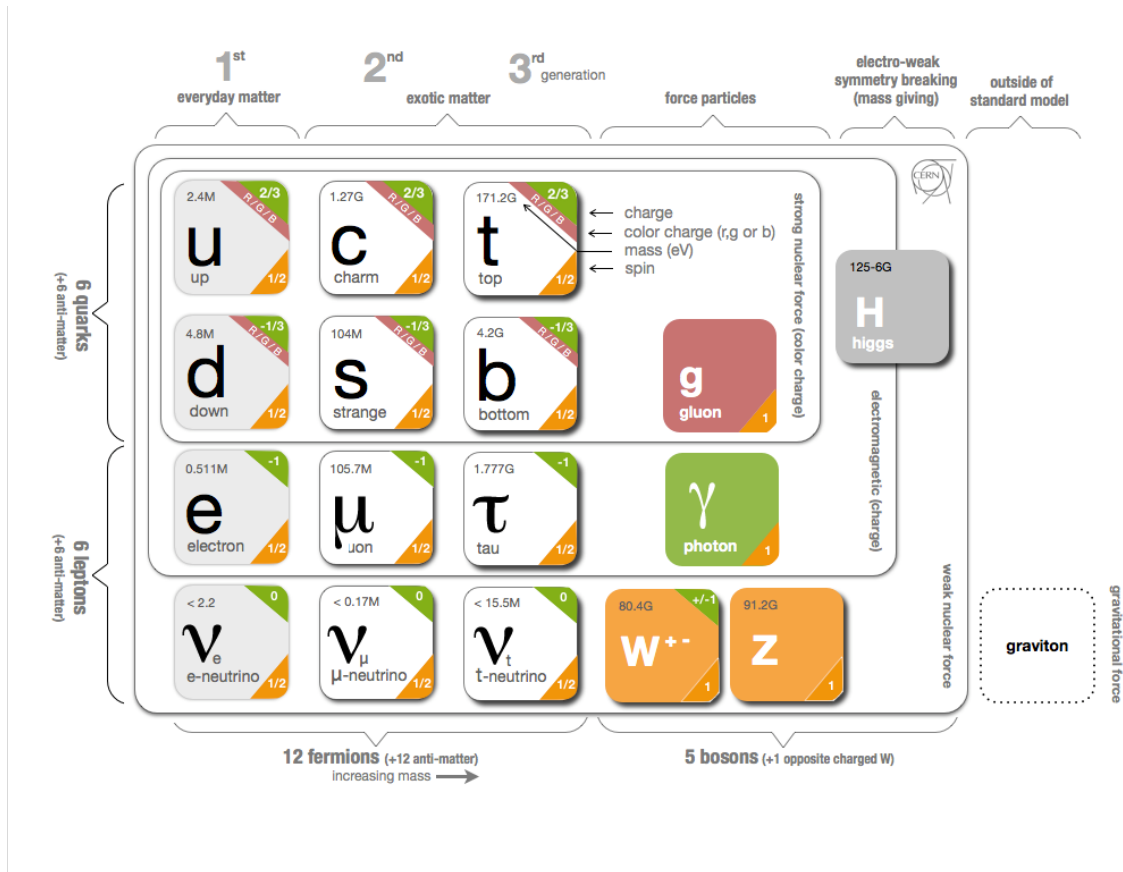 1st
everyday matter
2nd
3rd generation
exotic matter
force particles
electro-weak
symmetry breaking
(mass giving)
outside of
standard model
CERN
6 quarks
(+6 anti-matter)
2.4M
2/3
R/G/B
u
up
1/2
1.27G
2/3
R/G/B
c
charm
1/2
171.2G
2/3
R/G/B
t
top
1/2
charge
color charge (r,g or b)
mass (eV)
spin
strong nuclear force (color charge)
125-6G
H
higgs
4.8M
-1/3
R/G/B
d
down
1/2
104M
-1/3
R/G/B
s
strange
1/2
4.2G
-1/3
R/G/B
b
bottom
1/2
g
gluon
1
electromagnetic (charge)
6 leptons
(+6 anti-matter)
0.511M
-1
e
electron
1/2
105.7M
-1
μ
uon
1/2
1.777G
-1
τ
tau
1/2
γ
photon
1
weak nuclear force
< 2.2
0
νe
e-neutrino
1/2
< 0.17M
0
νμ
μ-neutrino
1/2
< 15.5M
0
νt
t-neutrino
1/2
80.4G
+/-1
W+-
1
91.2G
Z
1
graviton
gravitational force
12 fermions (+12 anti-matter)
increasing mass
5 bosons (+1 opposite charged W)